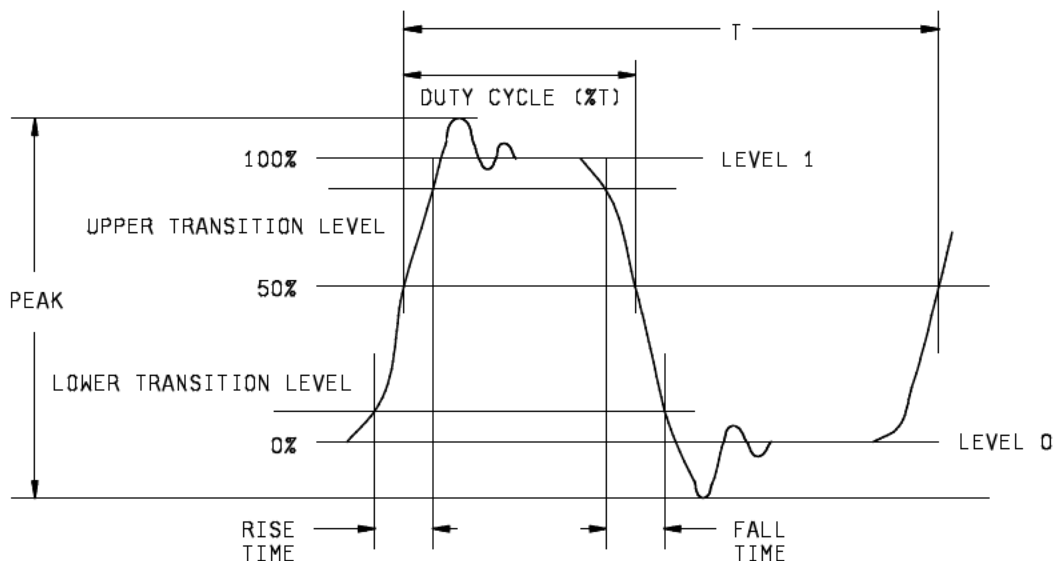 T
DUTY CYCLE (%T)
100%
LEVEL 1
UPPER TRANSITION LEVEL
50%
PEAK
LOWER TRANSITION LEVEL
0%
LEVEL 0
RISE
TIME
FALL
TIME